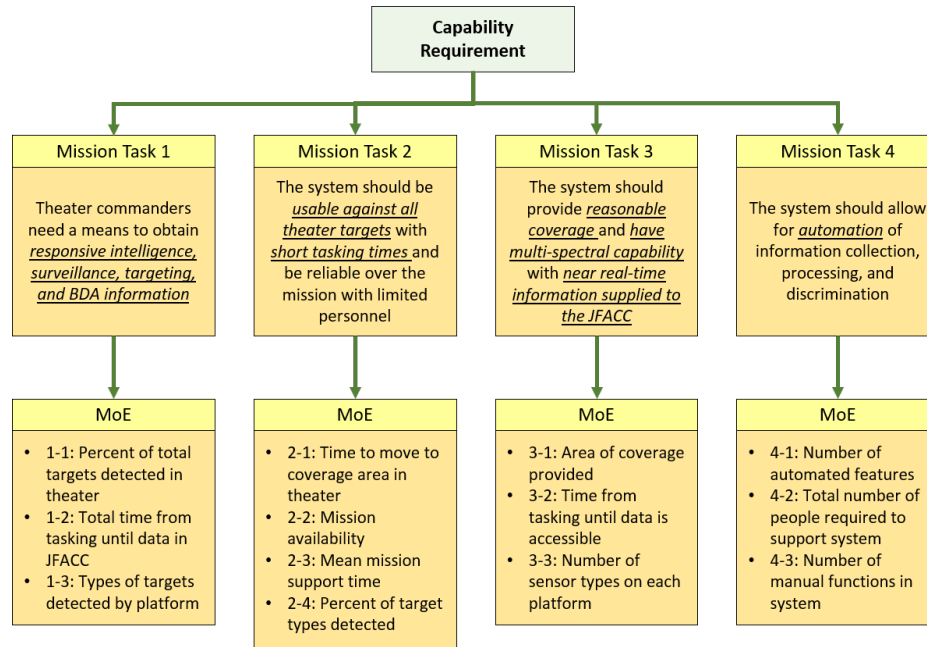 Capability
Requirement
Mission Task 1
Theater commanders
need a means to obtain
responsive intelligence,
surveillance, targeting,
and BDA information
Mission Task 2
The system should be
usable against all
theater targets with
short tasking times and
be reliable over the
mission with limited
personnel
Mission Task 3
The system should
provide reasonable
coverage and have
multi-spectral capability
with near real-time
information supplied to
the JFACC
Mission Task 4
The system should allow
for automation of
information collection,
processing, and
discrimination
MoE
• 1-1: Percent of total
targets detected in
theater
• 1-2: Total time from
tasking until data in
JFACC
• 1-3: Types of targets
detected by platform
MoE
• 2-1: Time to move to
coverage area in
theater
• 2-2: Mission
availability
• 2-3: Mean mission
support time
• 2-4: Percent of target
types detected
MoE
• 3-1: Area of coverage
provided
• 3-2: Time from
tasking until data is
accessible
• 3-3: Number of
sensor types on each
platform
MoE
• 4-1: Number of
automated features
• 4-2: Total number of
people required to
support system
• 4-3: Number of
manual functions in
system